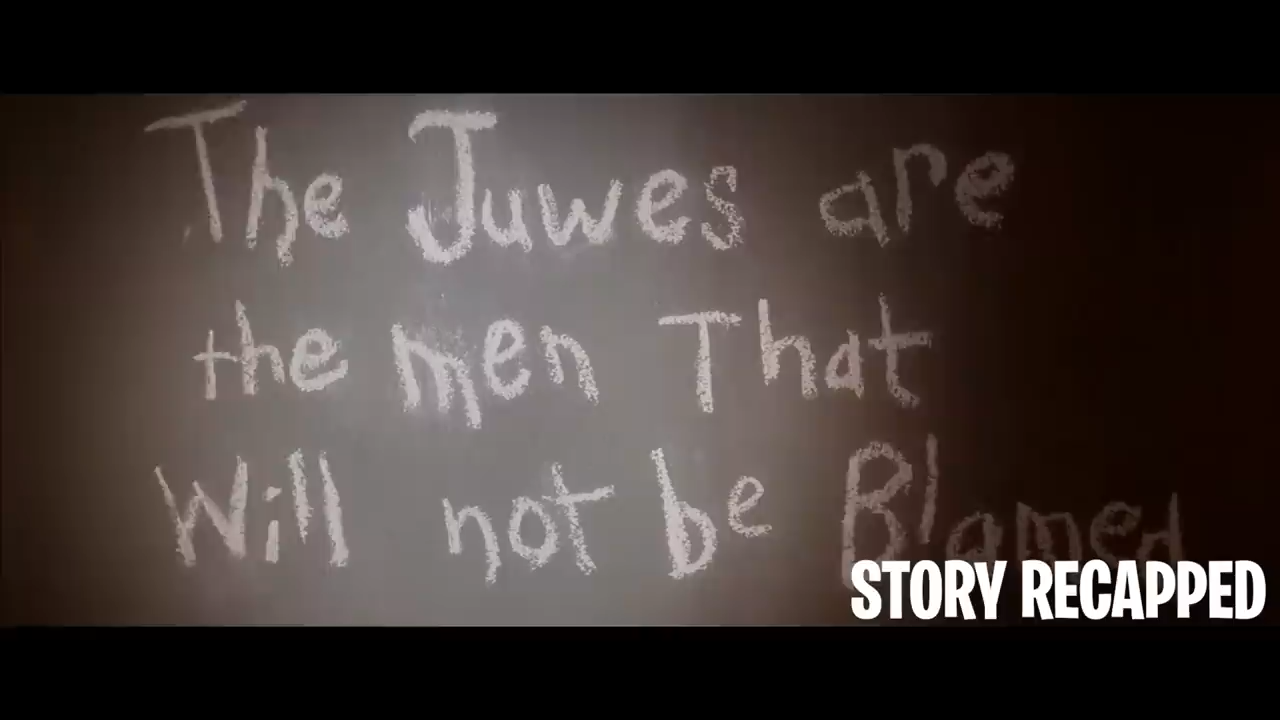 The Juwes are
the men That
Will not be Blamed
STORY RECAPPED